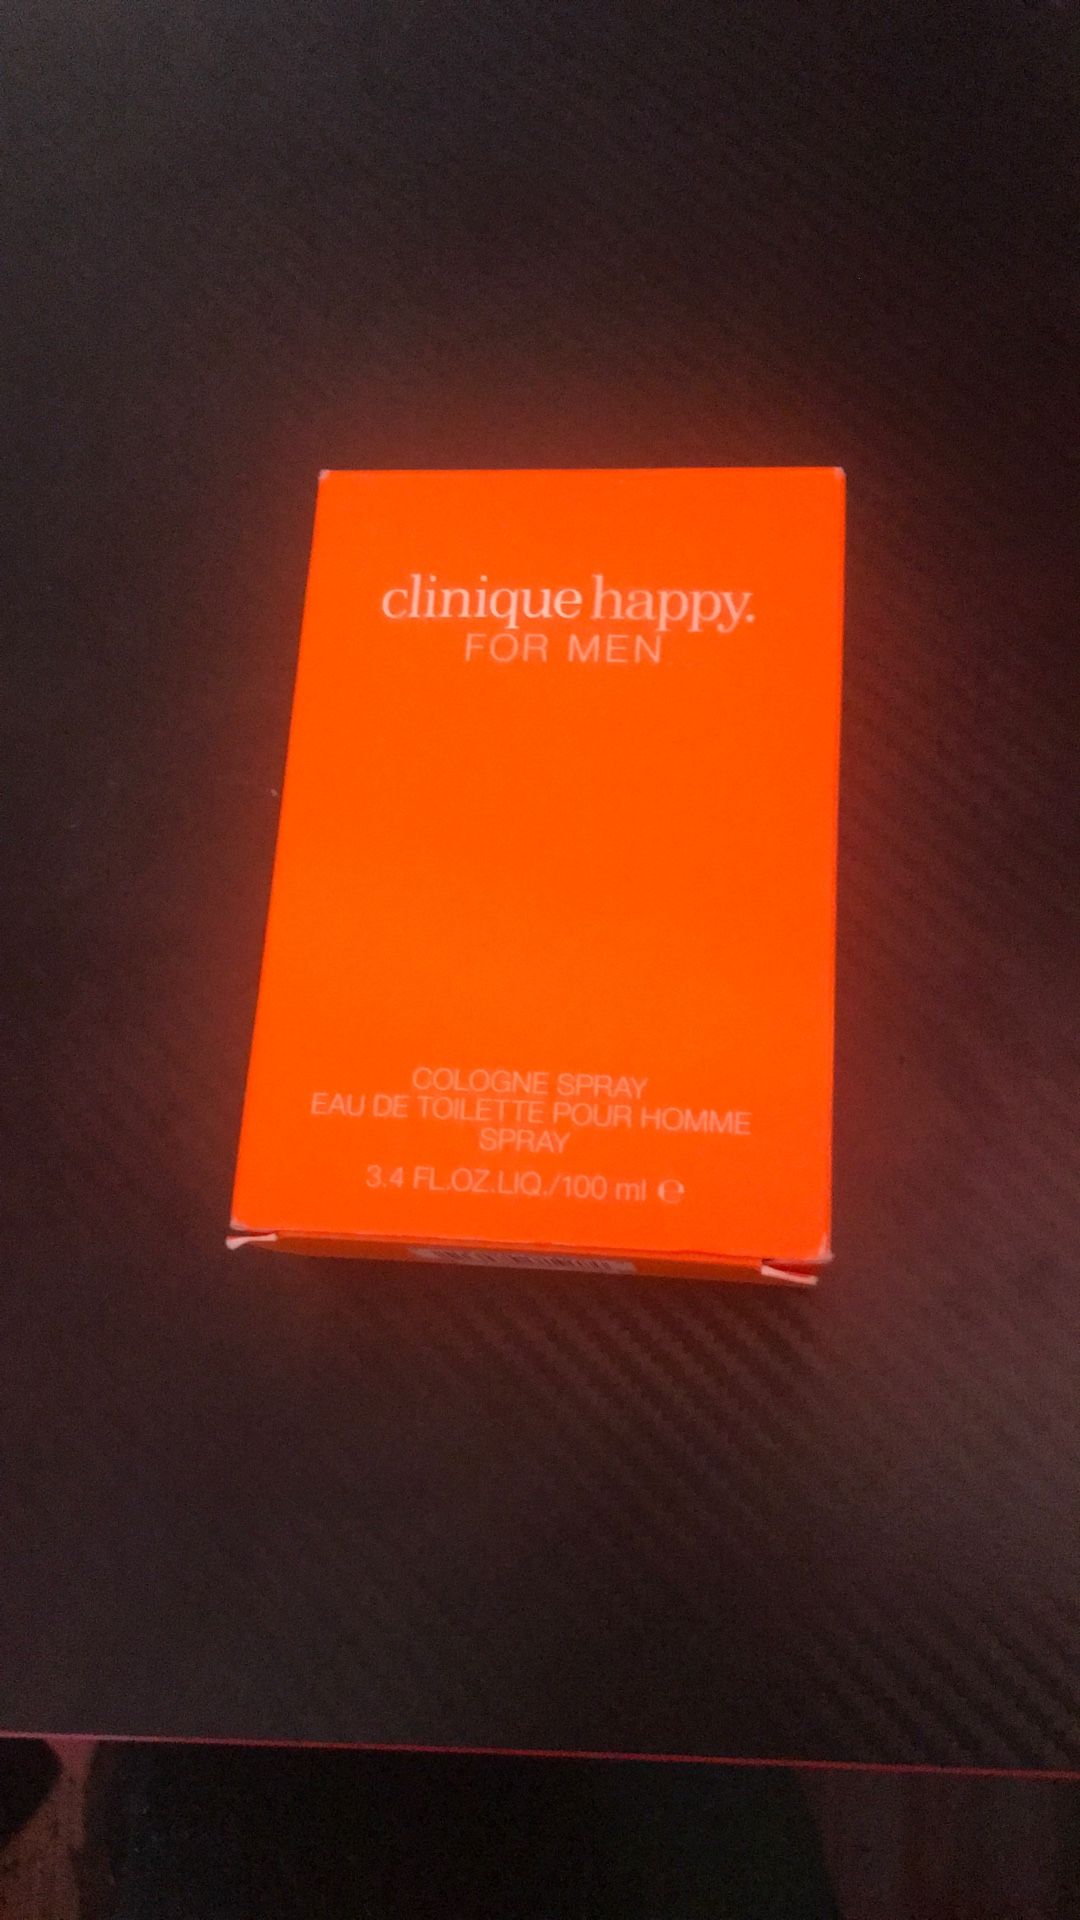 clinique happy.
FOR MEN
COLOGNE SPRAY
EAU DE TOILETTE POUR HOMME
SPRAY
3.4 FL.OZ.LIQ./100 ml ℮